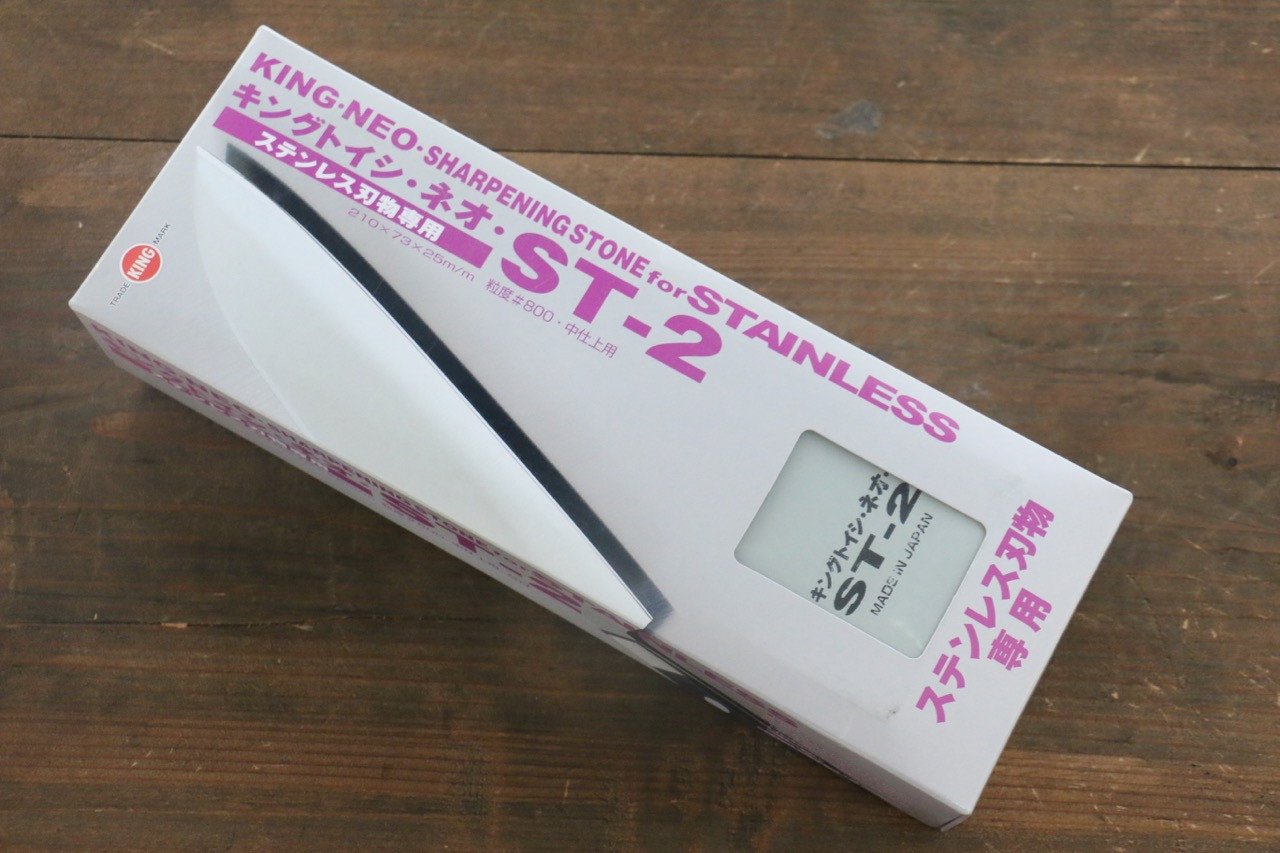 KING・NEO・SHARPENING STONE for STAINLESS
キングトイシ・ネオ・ST-2
ステンレス刃物専用
210×73×25m/m 粒度#800・中仕上用
TRADE KING MARK
キングトイシ・ネオ・
ST-2
MADE IN JAPAN
ステンレス刃物
専用